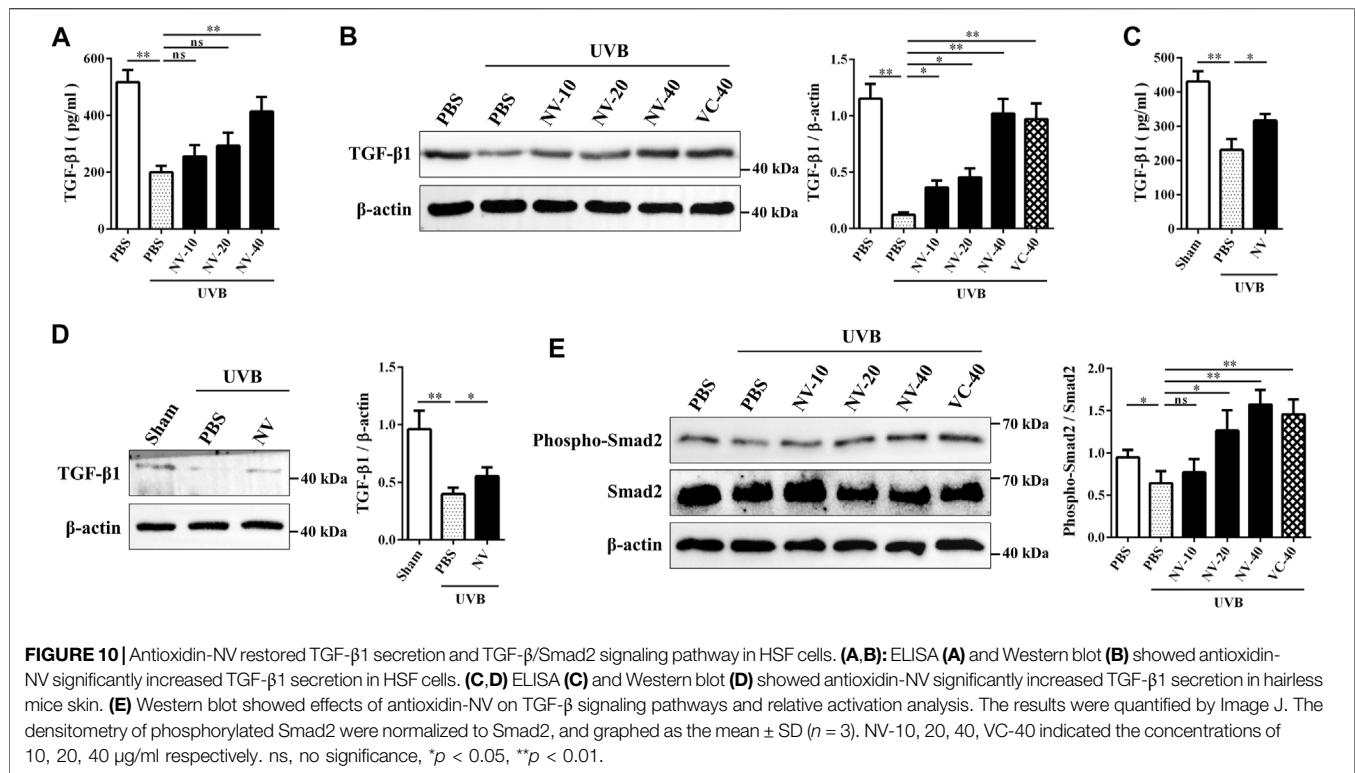 A
**
ns
** ns
600
400
200
0
TGF-β1 ( pg/ml )
PBS
PBS
NV-10
NV-20
NV-40
UVB
B
UVB
PBS
PBS
NV-10
NV-20
NV-40
VC-40
TGF-β1
40 kDa
β-actin
40 kDa
**
**
*
** *
1.5
1.0
0.5
0.0
TGF-β1 / β-actin
PBS
PBS
NV-10
NV-20
NV-40
VC-40
UVB
C
** *
500
400
300
200
100
0
TGF-β1 ( pg/ml )
Sham
PBS
NV
UVB
D
UVB
Sham
PBS
NV
TGF-β1
40 kDa
β-actin
40 kDa
** *
1.5
1.0
0.5
0.0
TGF-β1 / β-actin
Sham
PBS
NV
UVB
E
UVB
PBS
PBS
NV-10
NV-20
NV-40
VC-40
70 kDa
Phospho-Smad2
70 kDa
Smad2
β-actin
40 kDa
**
**
*
* ns
2.0
1.5
1.0
0.5
0.0
Phospho-Smad2 / Smad2
PBS
PBS
NV-10
NV-20
NV-40
VC-40
UVB
FIGURE 10 | Antioxidin-NV restored TGF-β1 secretion and TGF-β/Smad2 signaling pathway in HSF cells. (A,B): ELISA (A) and Western blot (B) showed antioxidin-
NV significantly increased TGF-β1 secretion in HSF cells. (C,D) ELISA (C) and Western blot (D) showed antioxidin-NV significantly increased TGF-β1 secretion in hairless
mice skin. (E) Western blot showed effects of antioxidin-NV on TGF-β signaling pathways and relative activation analysis. The results were quantified by Image J. The
densitometry of phosphorylated Smad2 were normalized to Smad2, and graphed as the mean ± SD (n = 3). NV-10, 20, 40, VC-40 indicated the concentrations of
10, 20, 40 μg/ml respectively. ns, no significance, *p < 0.05, **p < 0.01.